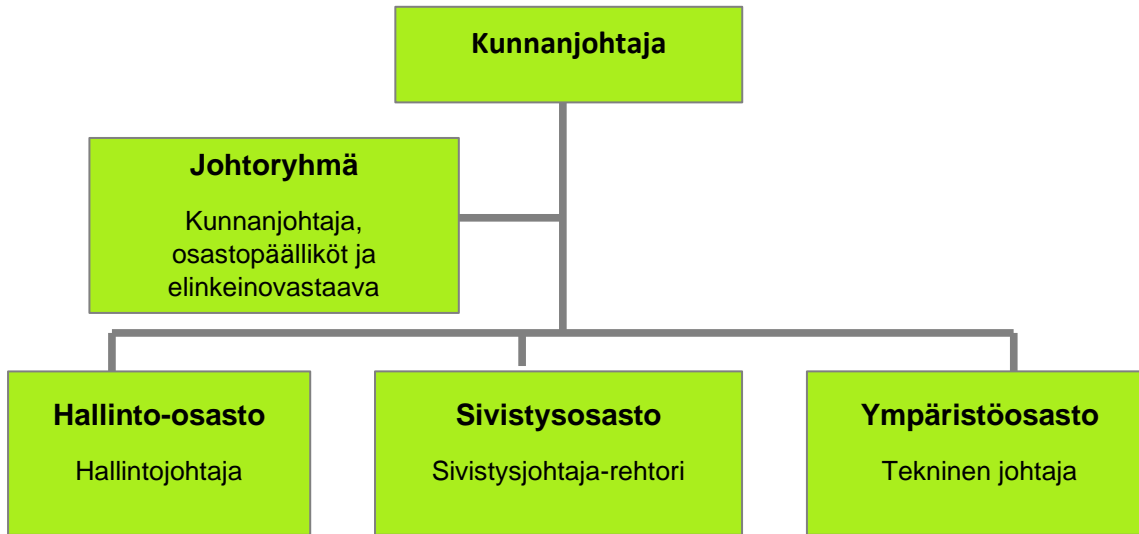 Kunnanjohtaja
Johtoryhmä
Kunnanjohtaja,
osastopäälliköt ja
elinkeinovastaava
Hallinto-osasto
Hallintojohtaja
Sivistysosasto
Sivistysjohtaja-rehtori
Ympäristöosasto
Tekninen johtaja